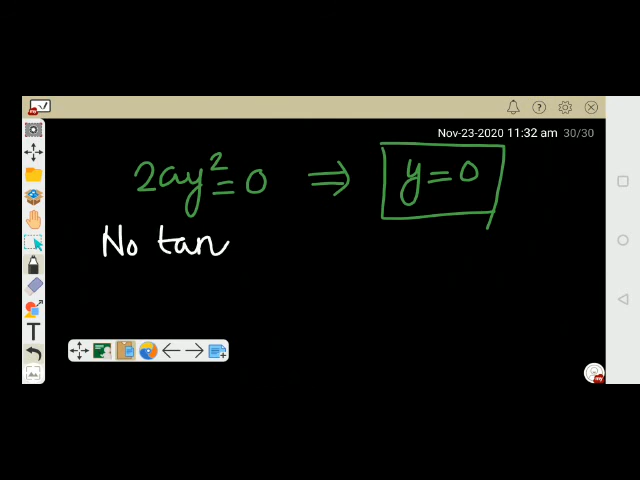 Nov-23-2020 11:32 am 30/30
2ay² = 0 ⇒ y = 0
No tan
T